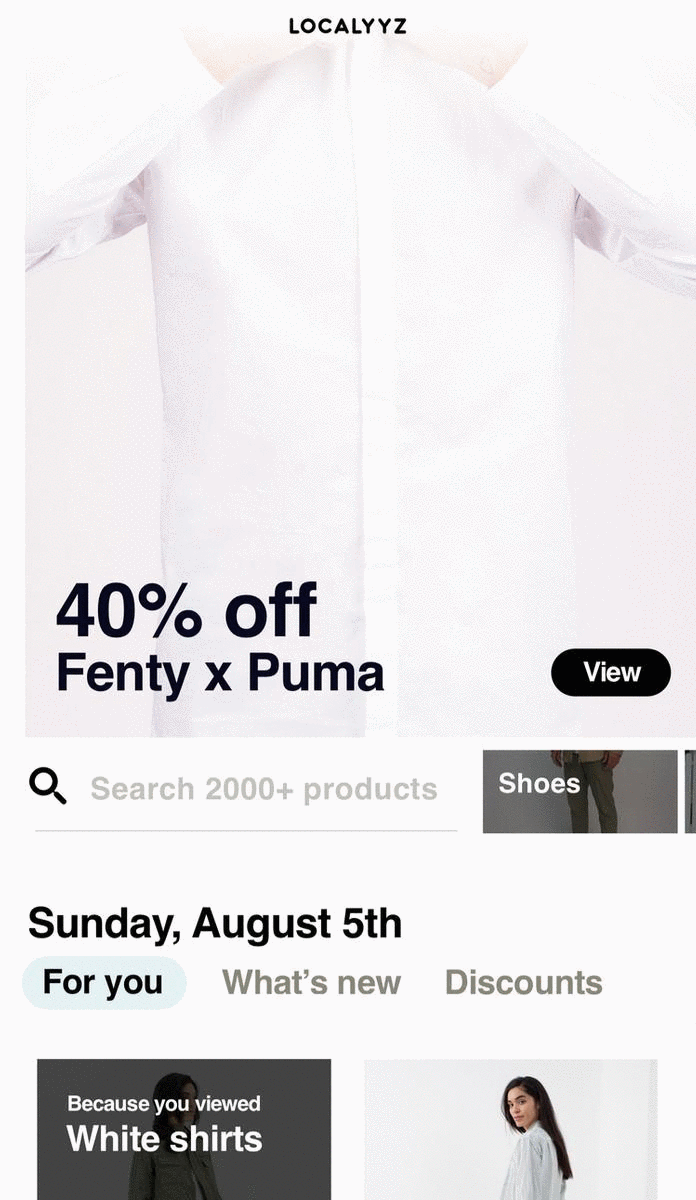 LOCALYYZ
40% off
Fenty x Puma
View
Search 2000+ products
Shoes
Sunday, August 5th
For you
What’s new
Discounts
Because you viewed
White shirts